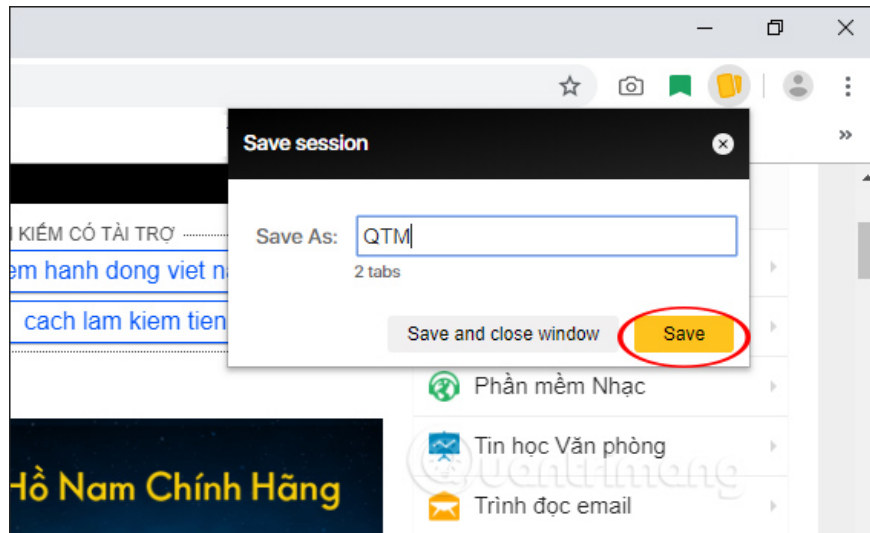 Save session
Save As: QTM
2 tabs
Save and close window
Save
KIẾM CÓ TÀI TRỢ
em hanh dong viet n
cach lam kiem tien
Phần mềm Nhạc
Tin học Văn phòng
Trình đọc email
Hồ Nam Chính Hãng
Quantrimang